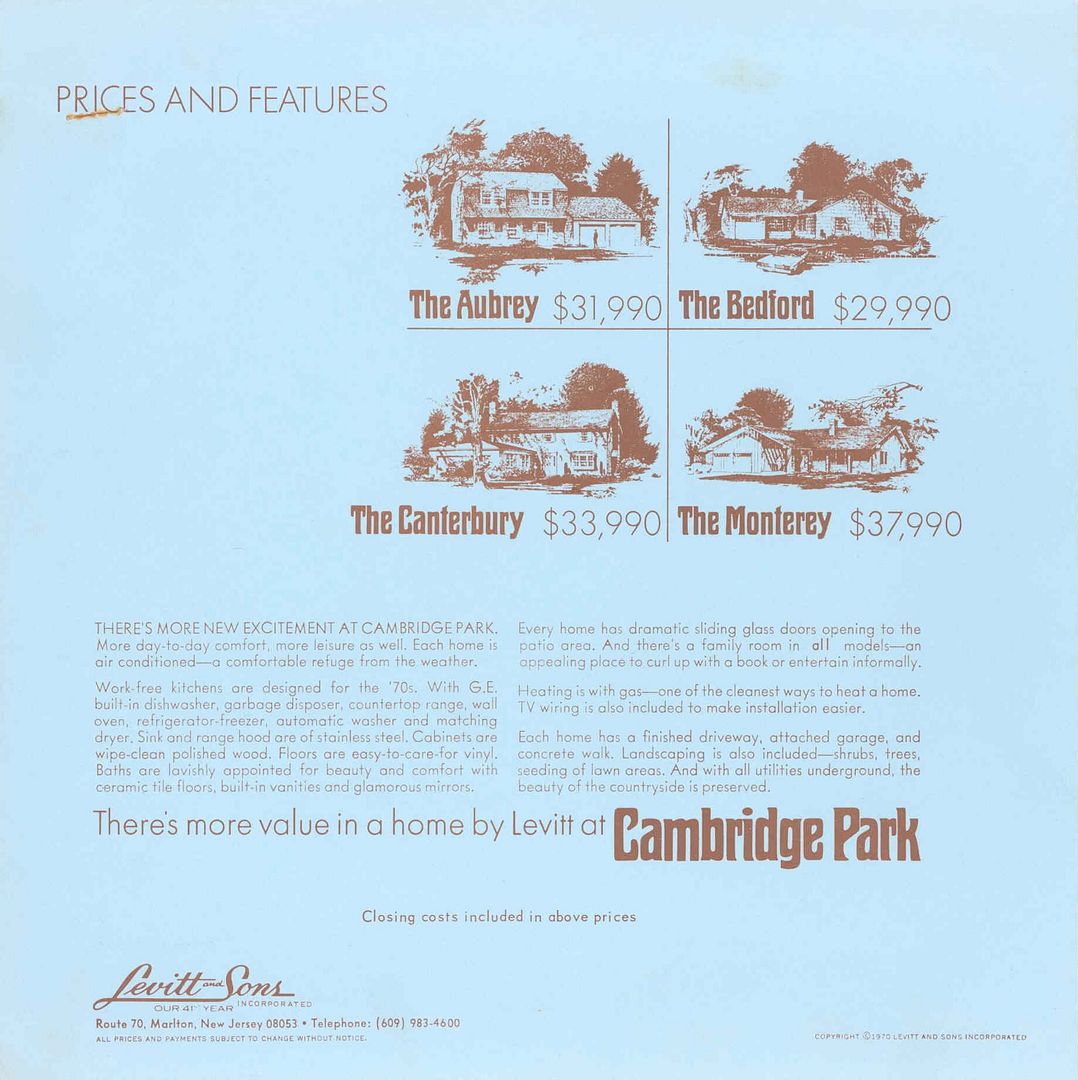 PRICES AND FEATURES
The Aubrey $31,990
The Bedford $29,990
The Canterbury $33,990
The Monterey $37,990
THERE'S MORE NEW EXCITEMENT AT CAMBRIDGE PARK.
More day-to-day comfort, more leisure as well. Each home is
air conditioned—a comfortable refuge from the weather.
Work-free kitchens are designed for the '70s. With G.E.
built-in dishwasher, garbage disposer, countertop range, wall
oven, refrigerator-freezer, automatic washer and matching
dryer. Sink and range hood are of stainless steel. Cabinets are
wipe-clean polished wood. Floors are easy-to-care-for vinyl.
Baths are lavishly appointed for beauty and comfort with
ceramic tile floors, built-in vanities and glamorous mirrors.
Every home has dramatic sliding glass doors opening to the
patio area. And there's a family room in all models—an
appealing place to curl up with a book or entertain informally.
Heating is with gas—one of the cleanest ways to heat a home.
TV wiring is also included to make installation easier.
Each home has a finished driveway, attached garage, and
concrete walk. Landscaping is also included—shrubs, trees,
seeding of lawn areas. And with all utilities underground, the
beauty of the countryside is preserved.
There's more value in a home by Levitt at Cambridge Park
Closing costs included in above prices
Levitt and Sons
INCORPORATED
OUR 41st YEAR
Route 70, Marlton, New Jersey 08053 • Telephone: (609) 983-4600
ALL PRICES AND PAYMENTS SUBJECT TO CHANGE WITHOUT NOTICE.
COPYRIGHT ©1970 LEVITT AND SONS INCORPORATED